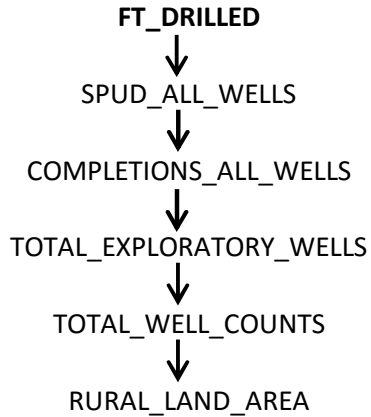 FT_DRILLED
SPUD_ALL_WELLS
COMPLETIONS_ALL_WELLS
TOTAL_EXPLORATORY_WELLS
TOTAL_WELL_COUNTS
RURAL_LAND_AREA